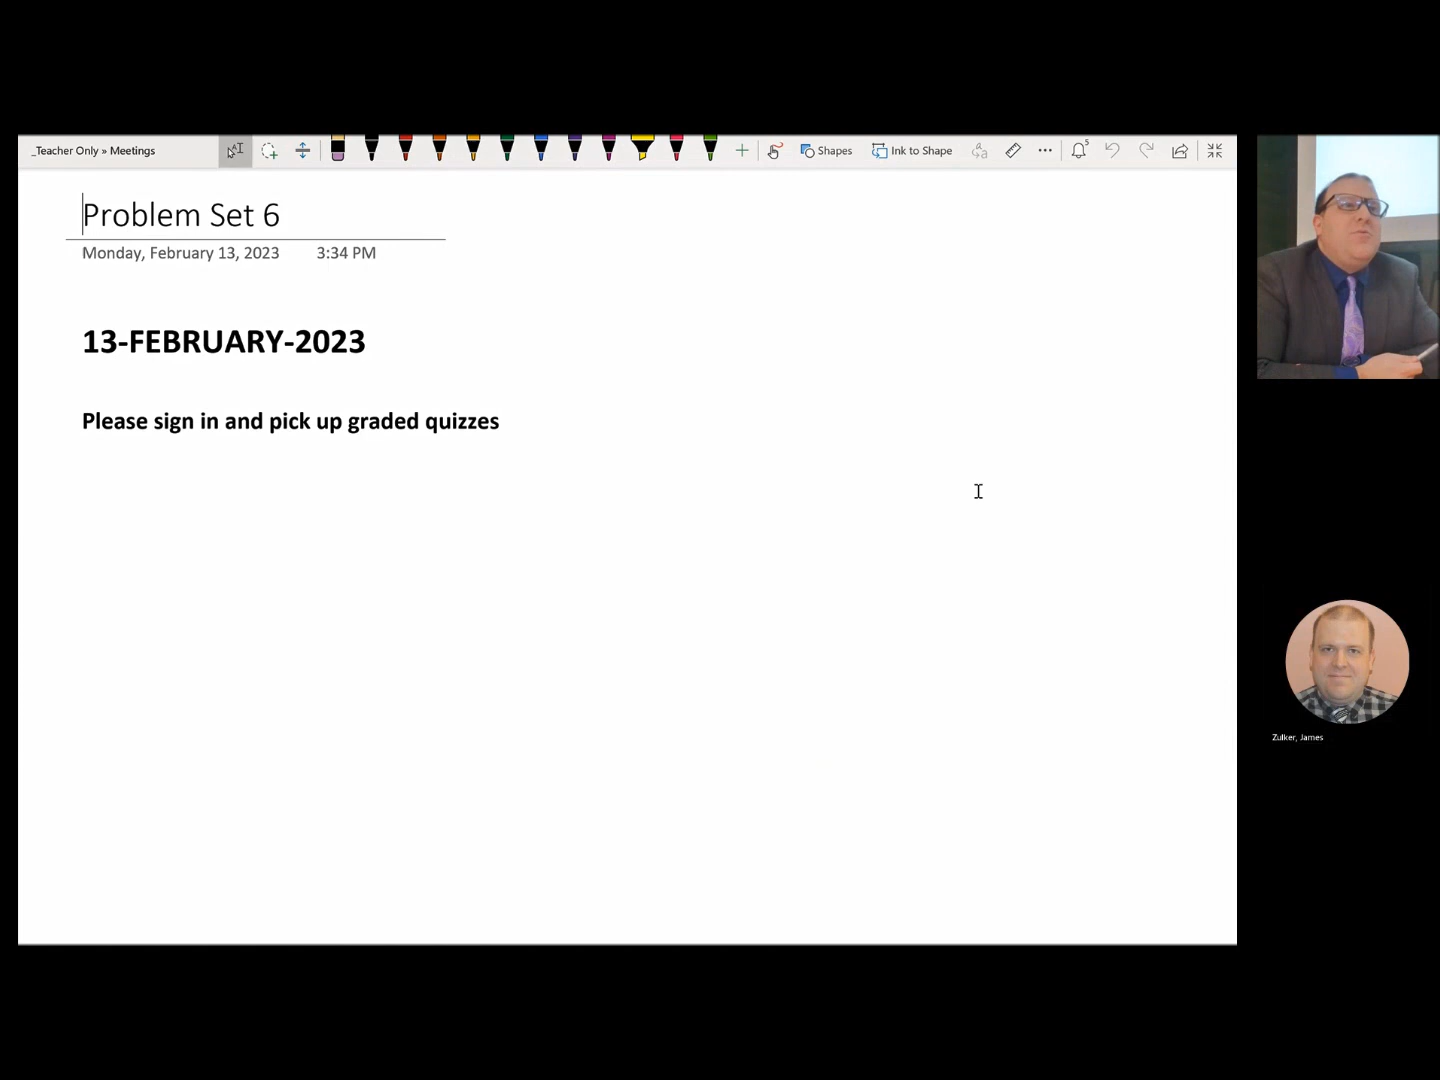 _Teacher Only » Meetings
Shapes
Ink to Shape
5
Problem Set 6
Monday, February 13, 2023 3:34 PM
13-FEBRUARY-2023
Please sign in and pick up graded quizzes
Zulker, James